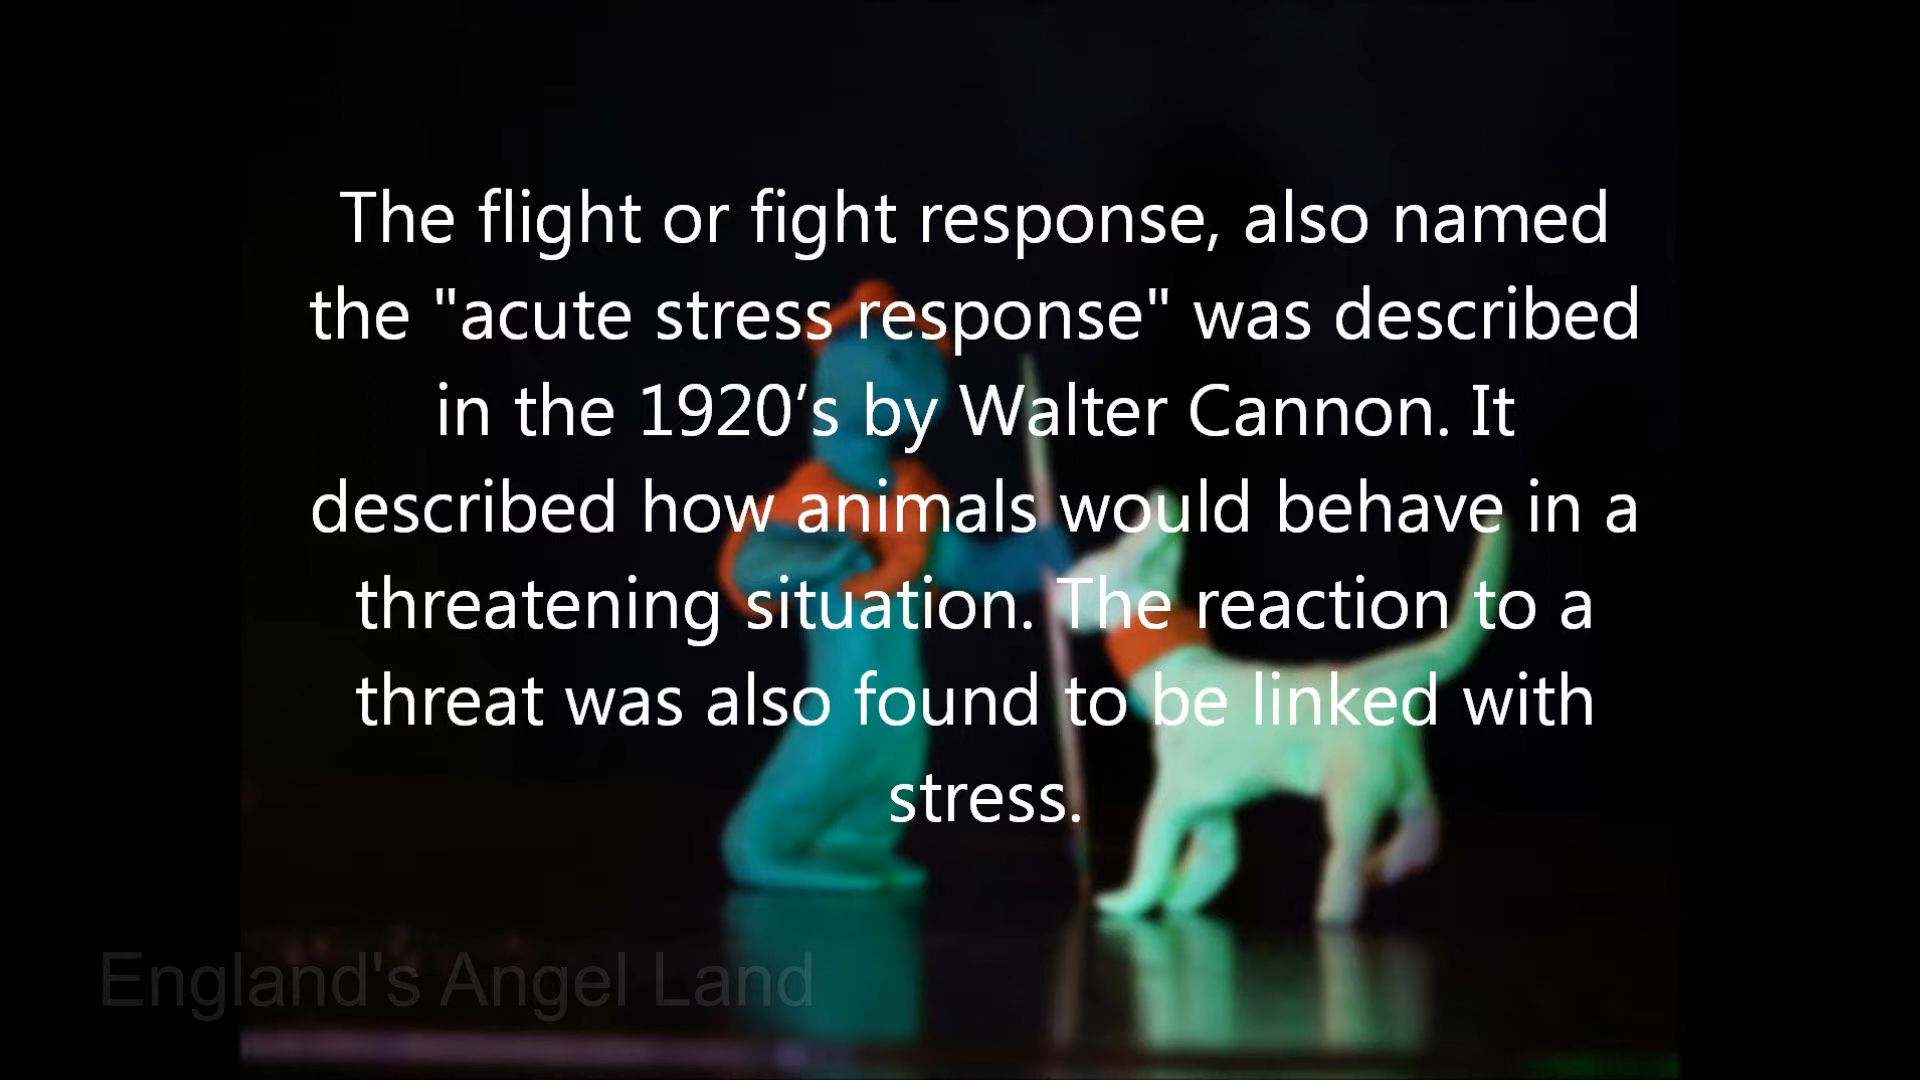 The flight or fight response, also named
the "acute stress response" was described
in the 1920’s by Walter Cannon. It
described how animals would behave in a
threatening situation. The reaction to a
threat was also found to be linked with
stress.
England's Angel Land